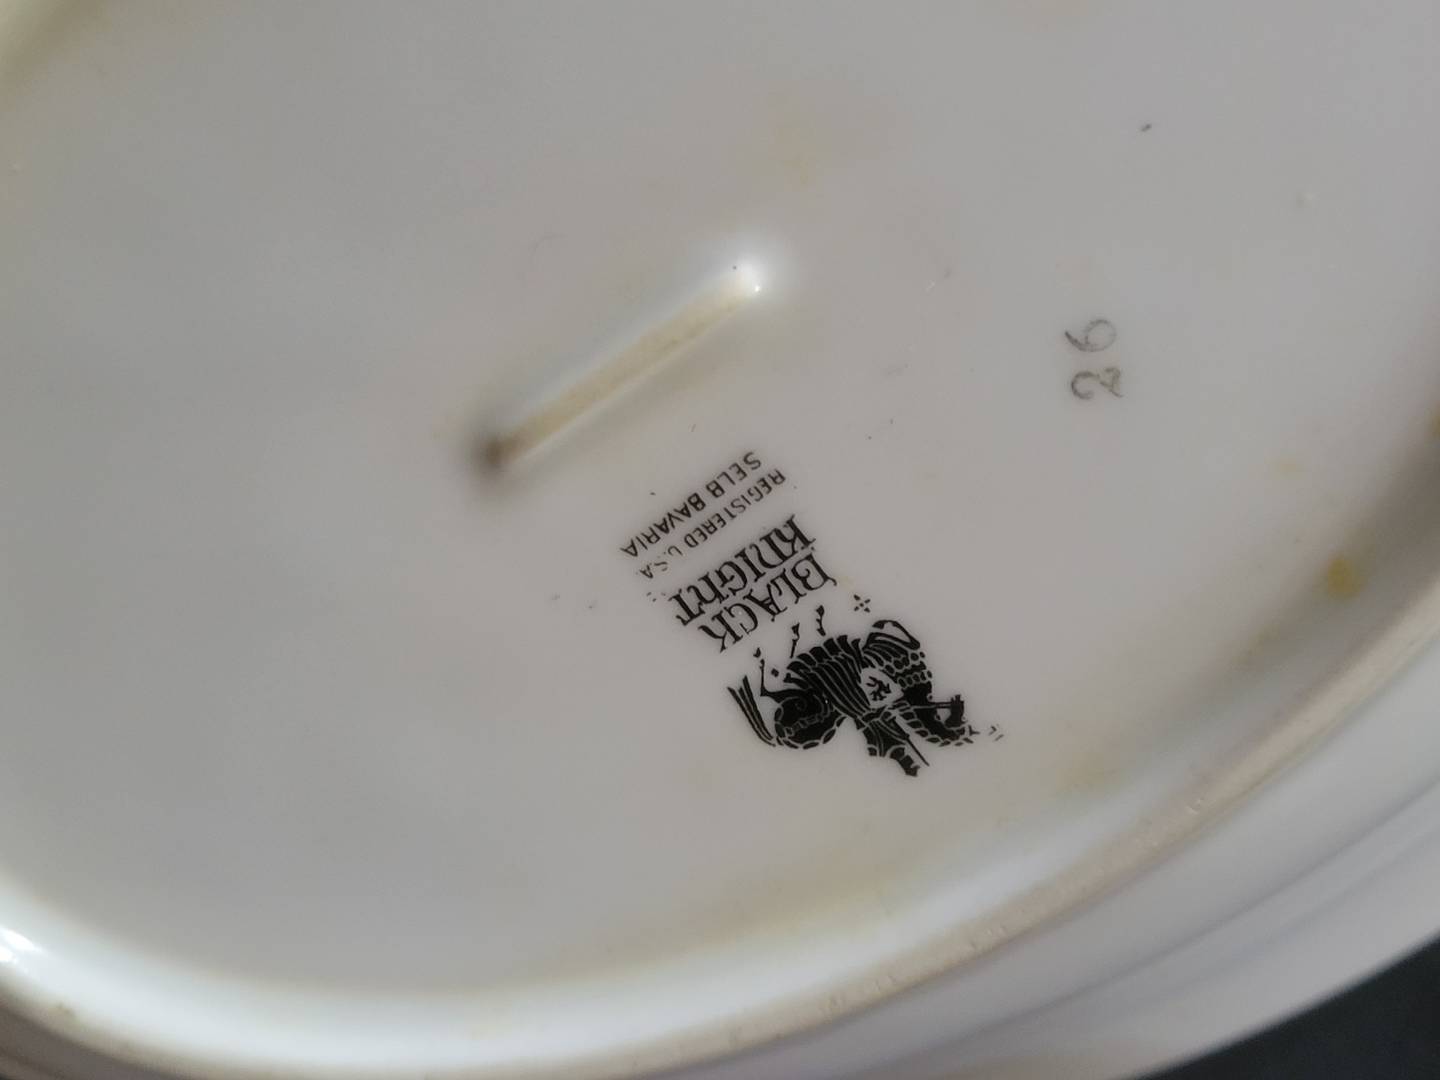 BLACK
KNIGHT
REGISTERED U.S.A
SELB BAVARIA
26